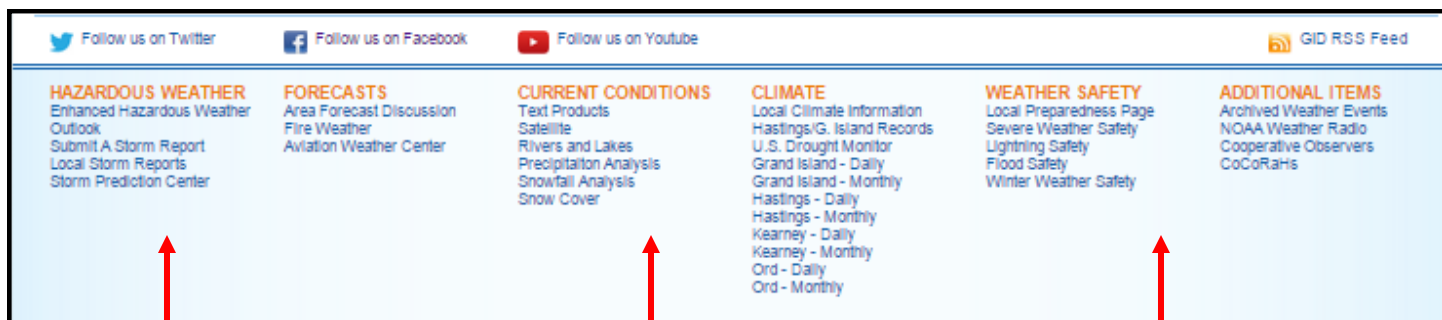 Follow us on Twitter
Follow us on Facebook
Follow us on Youtube
GID RSS Feed
HAZARDOUS WEATHER
Enhanced Hazardous Weather
Outlook
Submit A Storm Report
Local Storm Reports
Storm Prediction Center
FORECASTS
Area Forecast Discussion
Fire Weather
Aviation Weather Center
CURRENT CONDITIONS
Text Products
Satellite
Rivers and Lakes
Precipitaiton Analysis
Snowfall Analysis
Snow Cover
CLIMATE
Local Climate Information
Hastings/G. Island Records
U.S. Drought Monitor
Grand Island - Daily
Grand Island - Monthly
Hastings - Daily
Hastings - Monthly
Kearney - Daily
Kearney - Monthly
Ord - Daily
Ord - Monthly
WEATHER SAFETY
Local Preparedness Page
Severe Weather Safety
Lightning Safety
Flood Safety
Winter Weather Safety
ADDITIONAL ITEMS
Archived Weather Events
NOAA Weather Radio
Cooperative Observers
CoCoRaHs